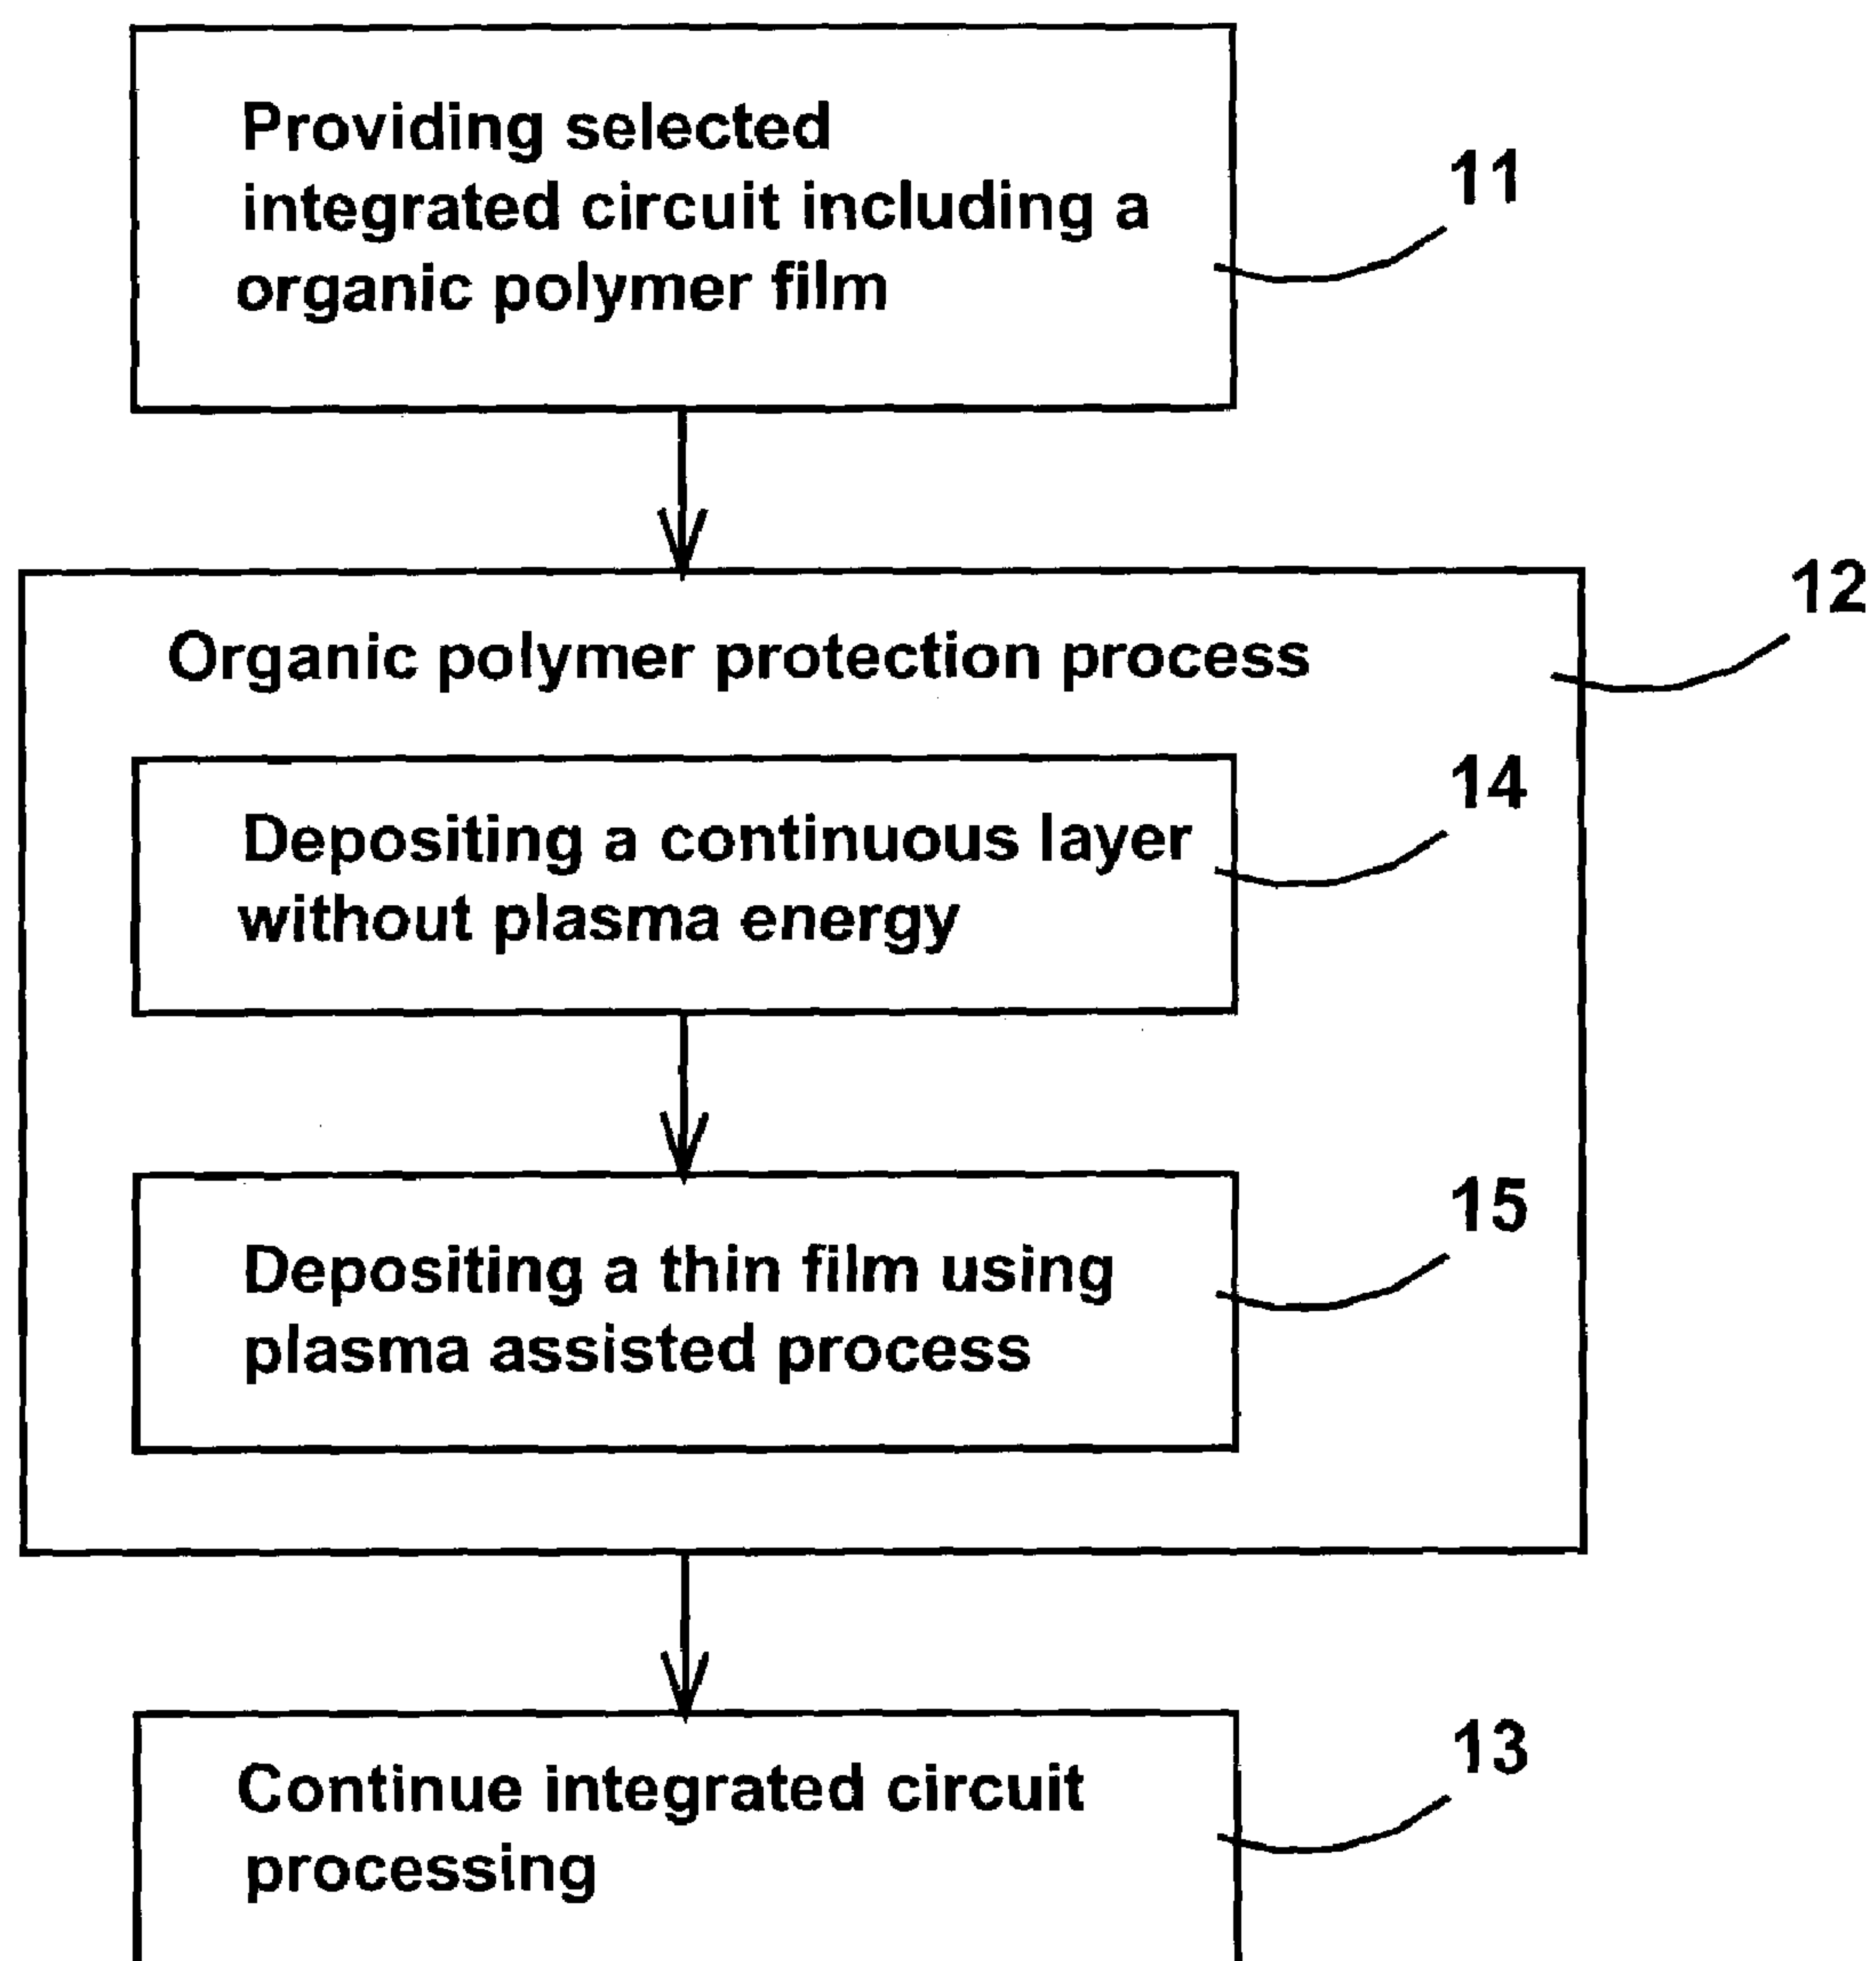 Providing selected
integrated circuit including a
organic polymer film
11
12
Organic polymer protection process
14
Depositing a continuous layer
without plasma energy
15
Depositing a thin film using
plasma assisted process
13
Continue integrated circuit
processing